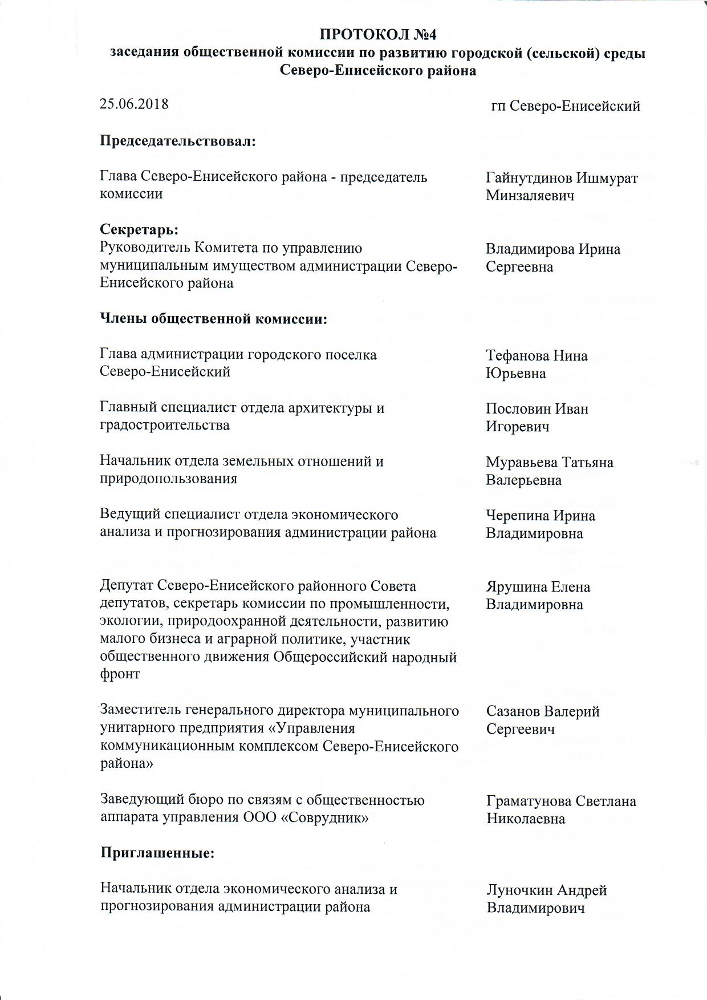 ПРОТОКОЛ №4
заседания общественной комиссии по развитию городской (сельской) среды
Северо-Енисейского района
25.06.2018 гп Северо-Енисейский
Председательствовал:
Глава Северо-Енисейского района - председатель Гайнутдинов Ишмурат
комиссии Минзаляевич
Секретарь:
Руководитель Комитета по управлению Владимирова Ирина
муниципальным имуществом администрации Северо- Сергеевна
Енисейского района
Члены общественной комиссии:
Глава администрации городского поселка Тефанова Нина
Северо-Енисейский Юрьевна
Главный специалист отдела архитектуры и Пословин Иван
градостроительства Игоревич
Начальник отдела земельных отношений и Муравьева Татьяна
природопользования Валерьевна
Ведущий специалист отдела экономического Черепина Ирина
анализа и прогнозирования администрации района Владимировна
Депутат Северо-Енисейского районного Совета Ярушина Елена
депутатов, секретарь комиссии по промышленности, Владимировна
экологии, природоохранной деятельности, развитию
малого бизнеса и аграрной политике, участник
общественного движения Общероссийский народный
фронт
Заместитель генерального директора муниципального Сазанов Валерий
унитарного предприятия «Управления Сергеевич
коммуникационным комплексом Северо-Енисейского
района»
Заведующий бюро по связям с общественностью Граматунова Светлана
аппарата управления ООО «Соврудник» Николаевна
Приглашенные:
Начальник отдела экономического анализа и Луночкин Андрей
прогнозирования администрации района Владимирович